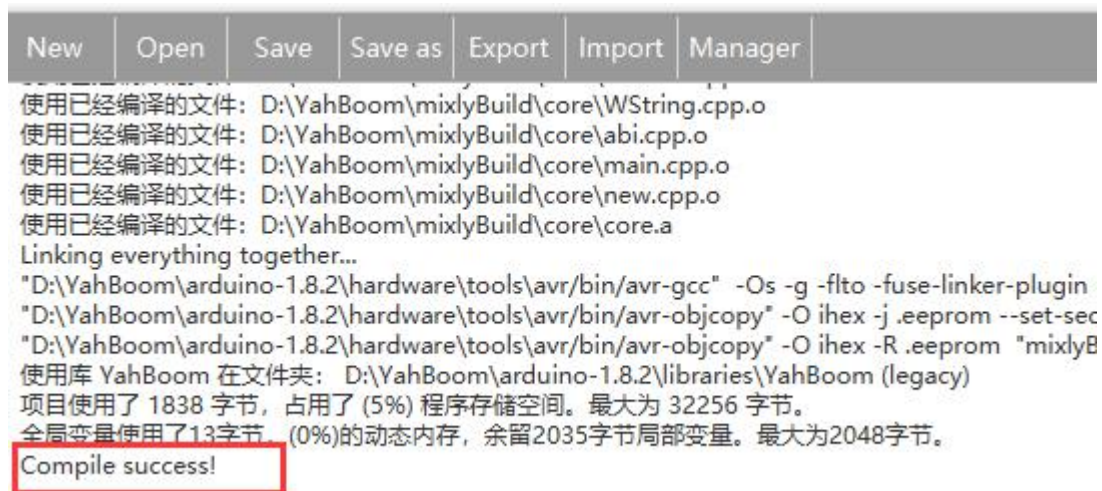 New Open Save Save as Export Import Manager
使用已经编译的文件: D:\YahBoom\mixlyBuild\core\WString.cpp.o
使用已经编译的文件: D:\YahBoom\mixlyBuild\core\abi.cpp.o
使用已经编译的文件: D:\YahBoom\mixlyBuild\core\main.cpp.o
使用已经编译的文件: D:\YahBoom\mixlyBuild\core\new.cpp.o
使用已经编译的文件: D:\YahBoom\mixlyBuild\core\core.a
Linking everything together...
"D:\YahBoom\arduino-1.8.2\hardware\tools\avr/bin/avr-gcc" -Os -g -flto -fuse-linker-plugin
"D:\YahBoom\arduino-1.8.2\hardware\tools\avr/bin/avr-objcopy" -O ihex -j .eeprom --set-sec
"D:\YahBoom\arduino-1.8.2\hardware\tools\avr/bin/avr-objcopy" -O ihex -R .eeprom "mixlyB
使用库 YahBoom 在文件夹: D:\YahBoom\arduino-1.8.2\libraries\YahBoom (legacy)
项目使用了 1838 字节，占用了 (5%) 程序存储空间。最大为 32256 字节。
全局变量使用了13字节，(0%)的动态内存，余留2035字节局部变量。最大为2048字节。
Compile success!